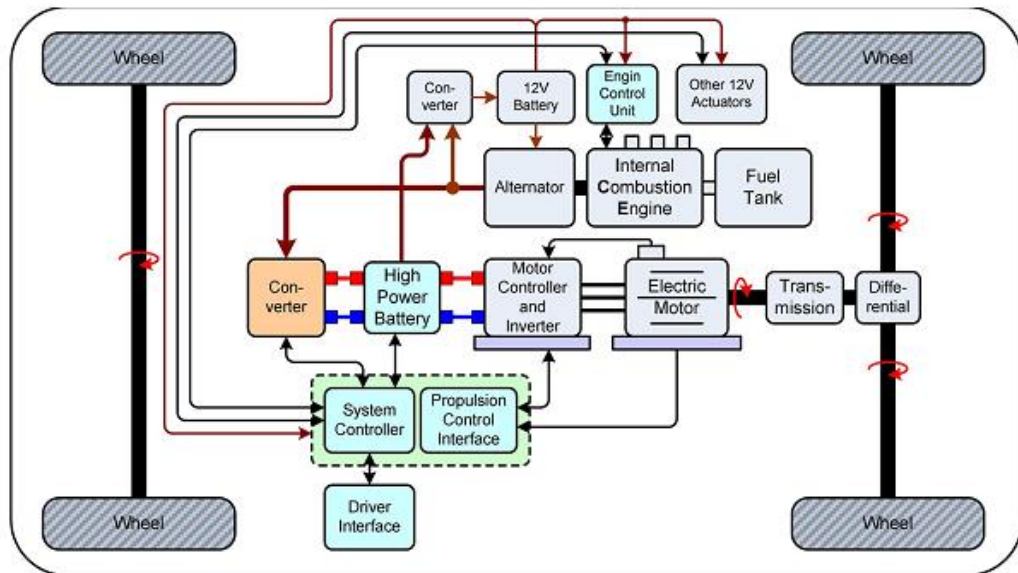 Wheel
Wheel
Con-
verter
12V
Battery
Engin
Control
Unit
Other 12V
Actuators
Alternator
Internal
Combustion
Engine
Fuel
Tank
Con-
verter
High
Power
Battery
Motor
Controller
and
Inverter
Electric
Motor
Trans-
mission
Diffe-
rential
System
Controller
Propulsion
Control
Interface
Driver
Interface
Wheel
Wheel